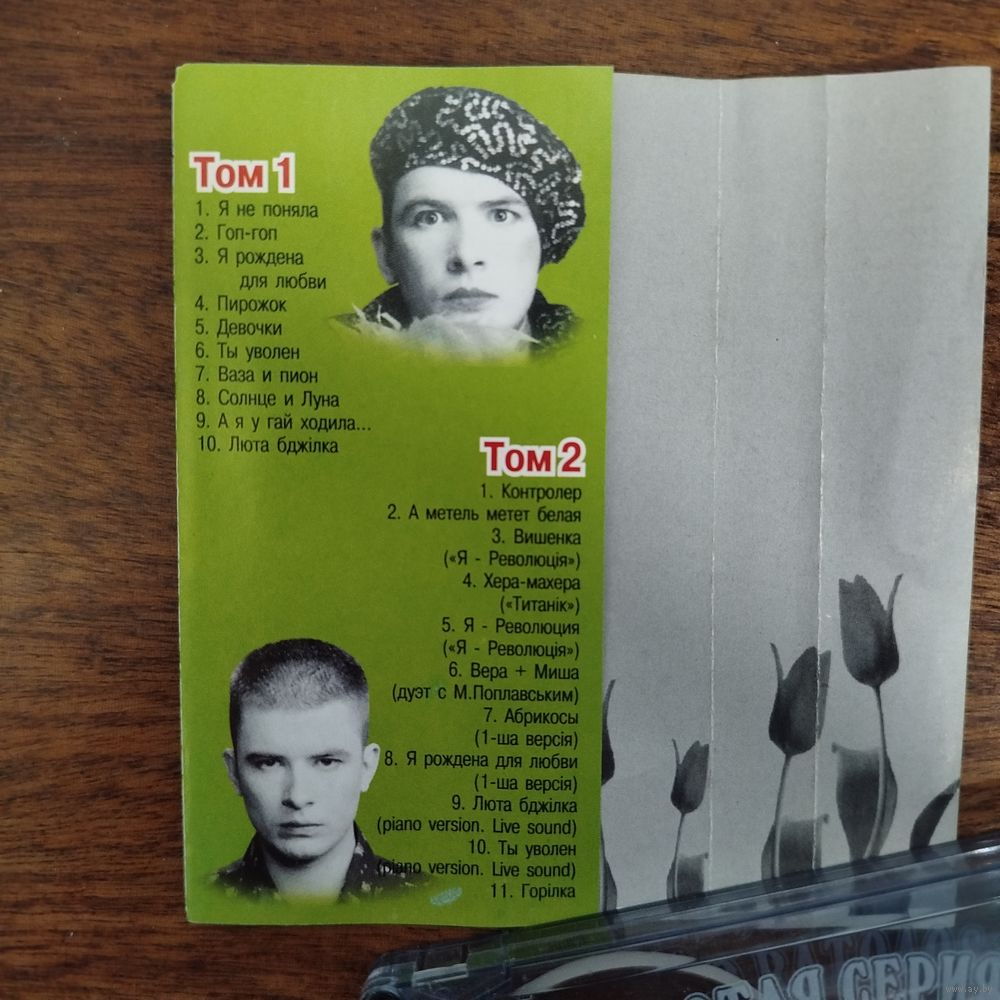 Том 1
1. Я не поняла
2. Гоп-гоп
3. Я рождена
для любви
4. Пирожок
5. Девочки
6. Ты уволен
7. Ваза и пион
8. Солнце и Луна
9. А я у гай ходила...
10. Люта бджілка
Том 2
1. Контролер
2. А метель метет белая
3. Вишенка
(«Я - Революція»)
4. Хера-махера
(«Титанік»)
5. Я - Революция
(«Я - Революція»)
6. Вера + Миша
(дуэт с М.Поплавським)
7. Абрикосы
(1-ша версія)
8. Я рождена для любви
(1-ша версія)
9. Люта бджілка
(piano version. Live sound)
10. Ты уволен
(piano version. Live sound)
11. Горілка
СЕРИЯ
www.ay.by